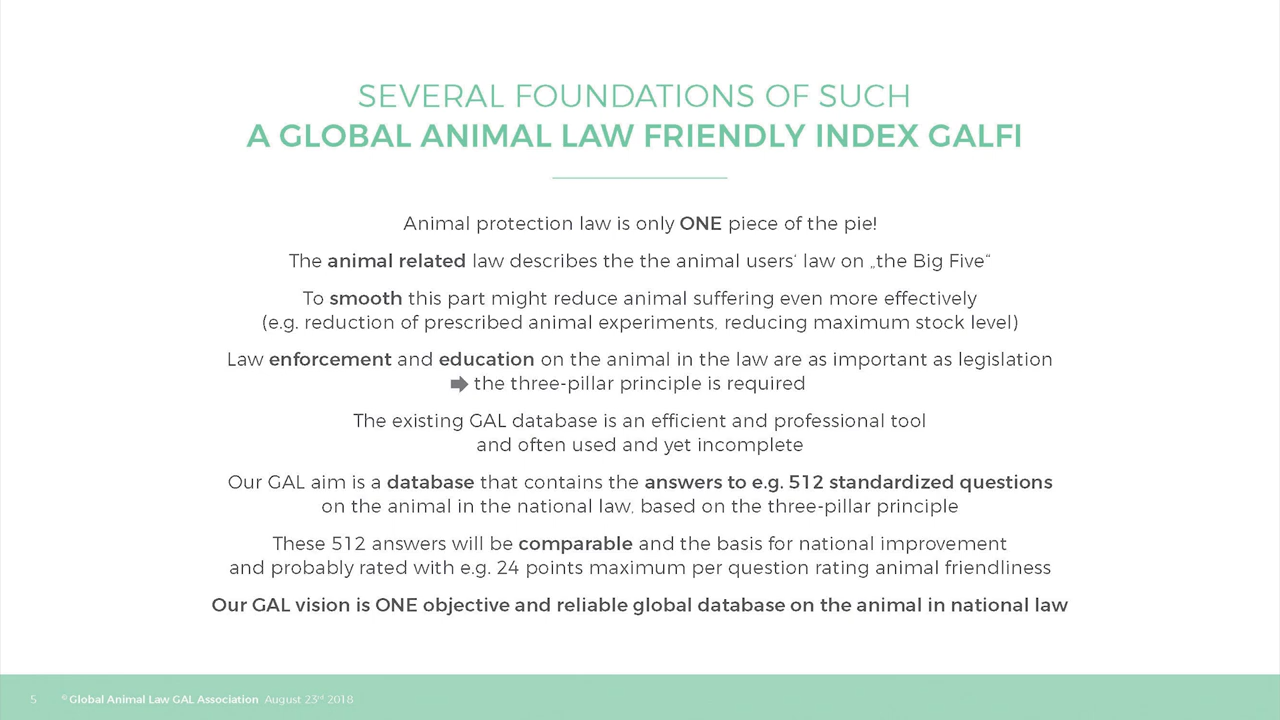 SEVERAL FOUNDATIONS OF SUCH
A GLOBAL ANIMAL LAW FRIENDLY INDEX GALFI
Animal protection law is only ONE piece of the pie!
The animal related law describes the the animal users‘ law on „the Big Five“
To smooth this part might reduce animal suffering even more effectively
(e.g. reduction of prescribed animal experiments, reducing maximum stock level)
Law enforcement and education on the animal in the law are as important as legislation
➡ the three-pillar principle is required
The existing GAL database is an efficient and professional tool
and often used and yet incomplete
Our GAL aim is a database that contains the answers to e.g. 512 standardized questions
on the animal in the national law, based on the three-pillar principle
These 512 answers will be comparable and the basis for national improvement
and probably rated with e.g. 24 points maximum per question rating animal friendliness
Our GAL vision is ONE objective and reliable global database on the animal in national law
5 © Global Animal Law GAL Association August 23rd 2018